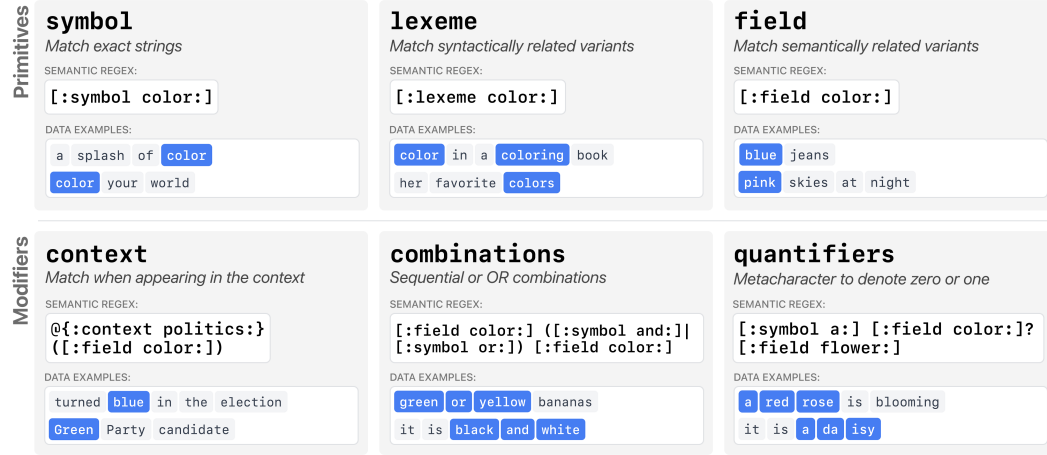 Primitives
symbol
Match exact strings
SEMANTIC REGEX:
[:symbol color:]
DATA EXAMPLES:
a splash of color
color your world
lexeme
Match syntactically related variants
SEMANTIC REGEX:
[:lexeme color:]
DATA EXAMPLES:
color in a coloring book
her favorite colors
field
Match semantically related variants
SEMANTIC REGEX:
[:field color:]
DATA EXAMPLES:
blue jeans
pink skies at night
Modifiers
context
Match when appearing in the context
SEMANTIC REGEX:
@{:context politics:}
([:field color:])
DATA EXAMPLES:
turned blue in the election
Green Party candidate
combinations
Sequential or OR combinations
SEMANTIC REGEX:
[:field color:] ([:symbol and:]|
[:symbol or:]) [:field color:]
DATA EXAMPLES:
green or yellow bananas
it is black and white
quantifiers
Metacharacter to denote zero or one
SEMANTIC REGEX:
[:symbol a:] [:field color:]?
[:field flower:]
DATA EXAMPLES:
a red rose is blooming
it is a da isy